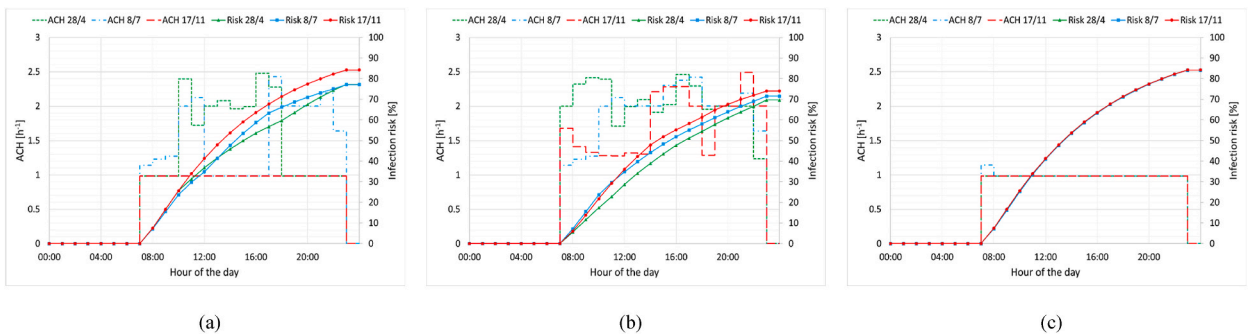 ACH 28/4 ACH 8/7 ACH 17/11 Risk 28/4 Risk 8/7 Risk 17/11
3 100
90
2.5 80
70
2 60
1.5 50
40
1 30
0.5 20
10
0 0
ACH [h⁻¹]
Infection risk [%]
00:00 04:00 08:00 12:00 16:00 20:00
Hour of the day
(a)
ACH 28/4 ACH 8/7 ACH 17/11 Risk 28/4 Risk 8/7 Risk 17/11
3 100
90
2.5 80
70
2 60
1.5 50
40
1 30
0.5 20
10
0 0
ACH [h⁻¹]
Infection risk [%]
00:00 04:00 08:00 12:00 16:00 20:00
Hour of the day
(b)
ACH 28/4 ACH 8/7 ACH 17/11 Risk 28/4 Risk 8/7 Risk 17/11
3 100
90
2.5 80
70
2 60
1.5 50
40
1 30
0.5 20
10
0 0
ACH [h⁻¹]
Infection risk [%]
00:00 04:00 08:00 12:00 16:00 20:00
Hour of the day
(c)